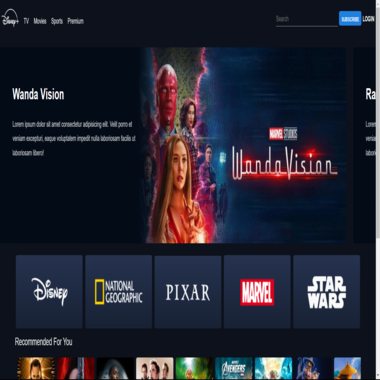 Disney+ TV Movies Sports Premium Search SUBSCRIBE LOGIN
Wanda Vision
Ra
Lorem ipsum dolor sit amet consectetur adipisicing elit. Velit porro et
veniam excepturi, eaque voluptatem impedit nulla laboriosam facilis ut
laboriosam libero!
MARVEL STUDIOS
WandaVision
Disney
NATIONAL
GEOGRAPHIC
PIXAR
MARVEL
STAR
WARS
Recommended For You
AVENGERS